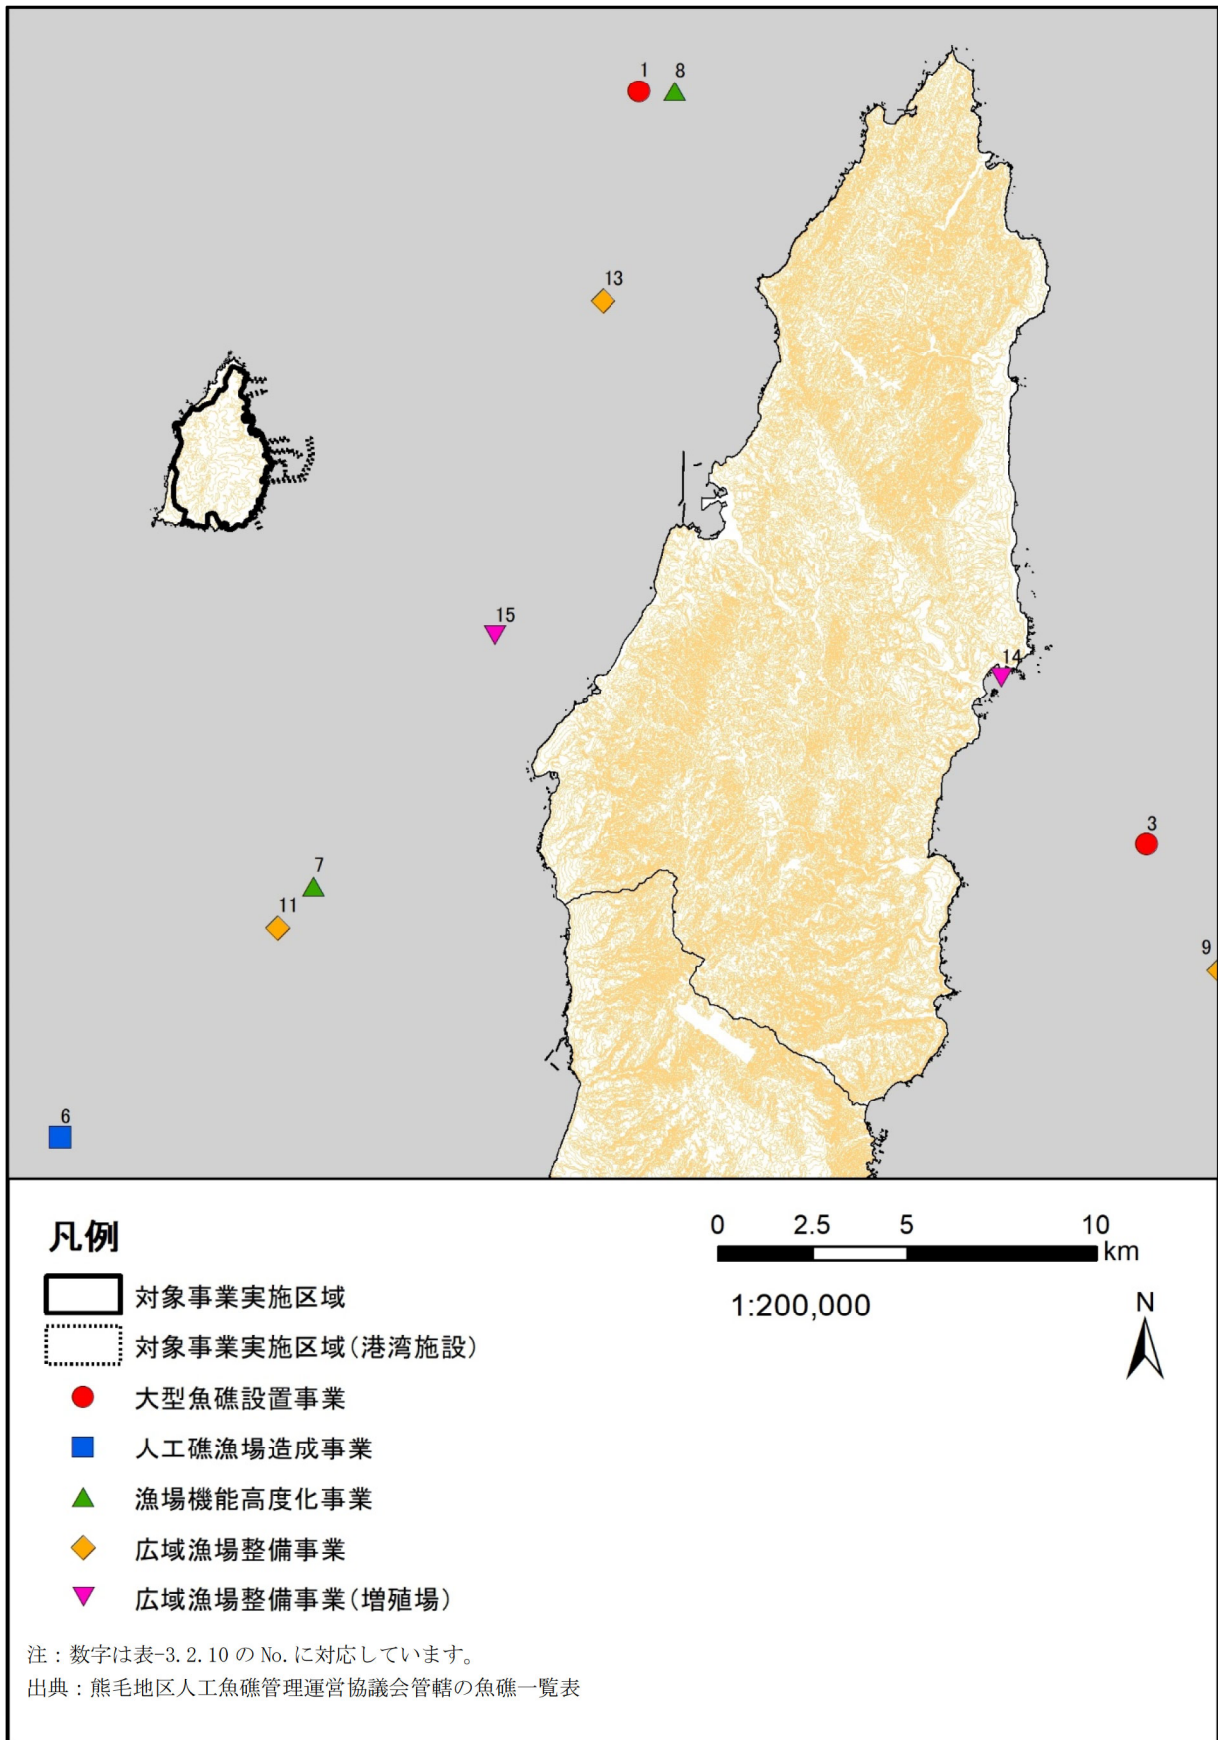 1
8
13
15
14
3
7
11
9
6
凡例
0 2.5 5 10
km
1:200,000
N
対象事業実施区域
対象事業実施区域(港湾施設)
大型魚礁設置事業
人工礁漁場造成事業
漁場機能高度化事業
広域漁場整備事業
広域漁場整備事業(増殖場)
注：数字は表-3.2.10 の No. に対応しています。
出典：熊毛地区人工魚礁管理運営協議会管轄の魚礁一覧表